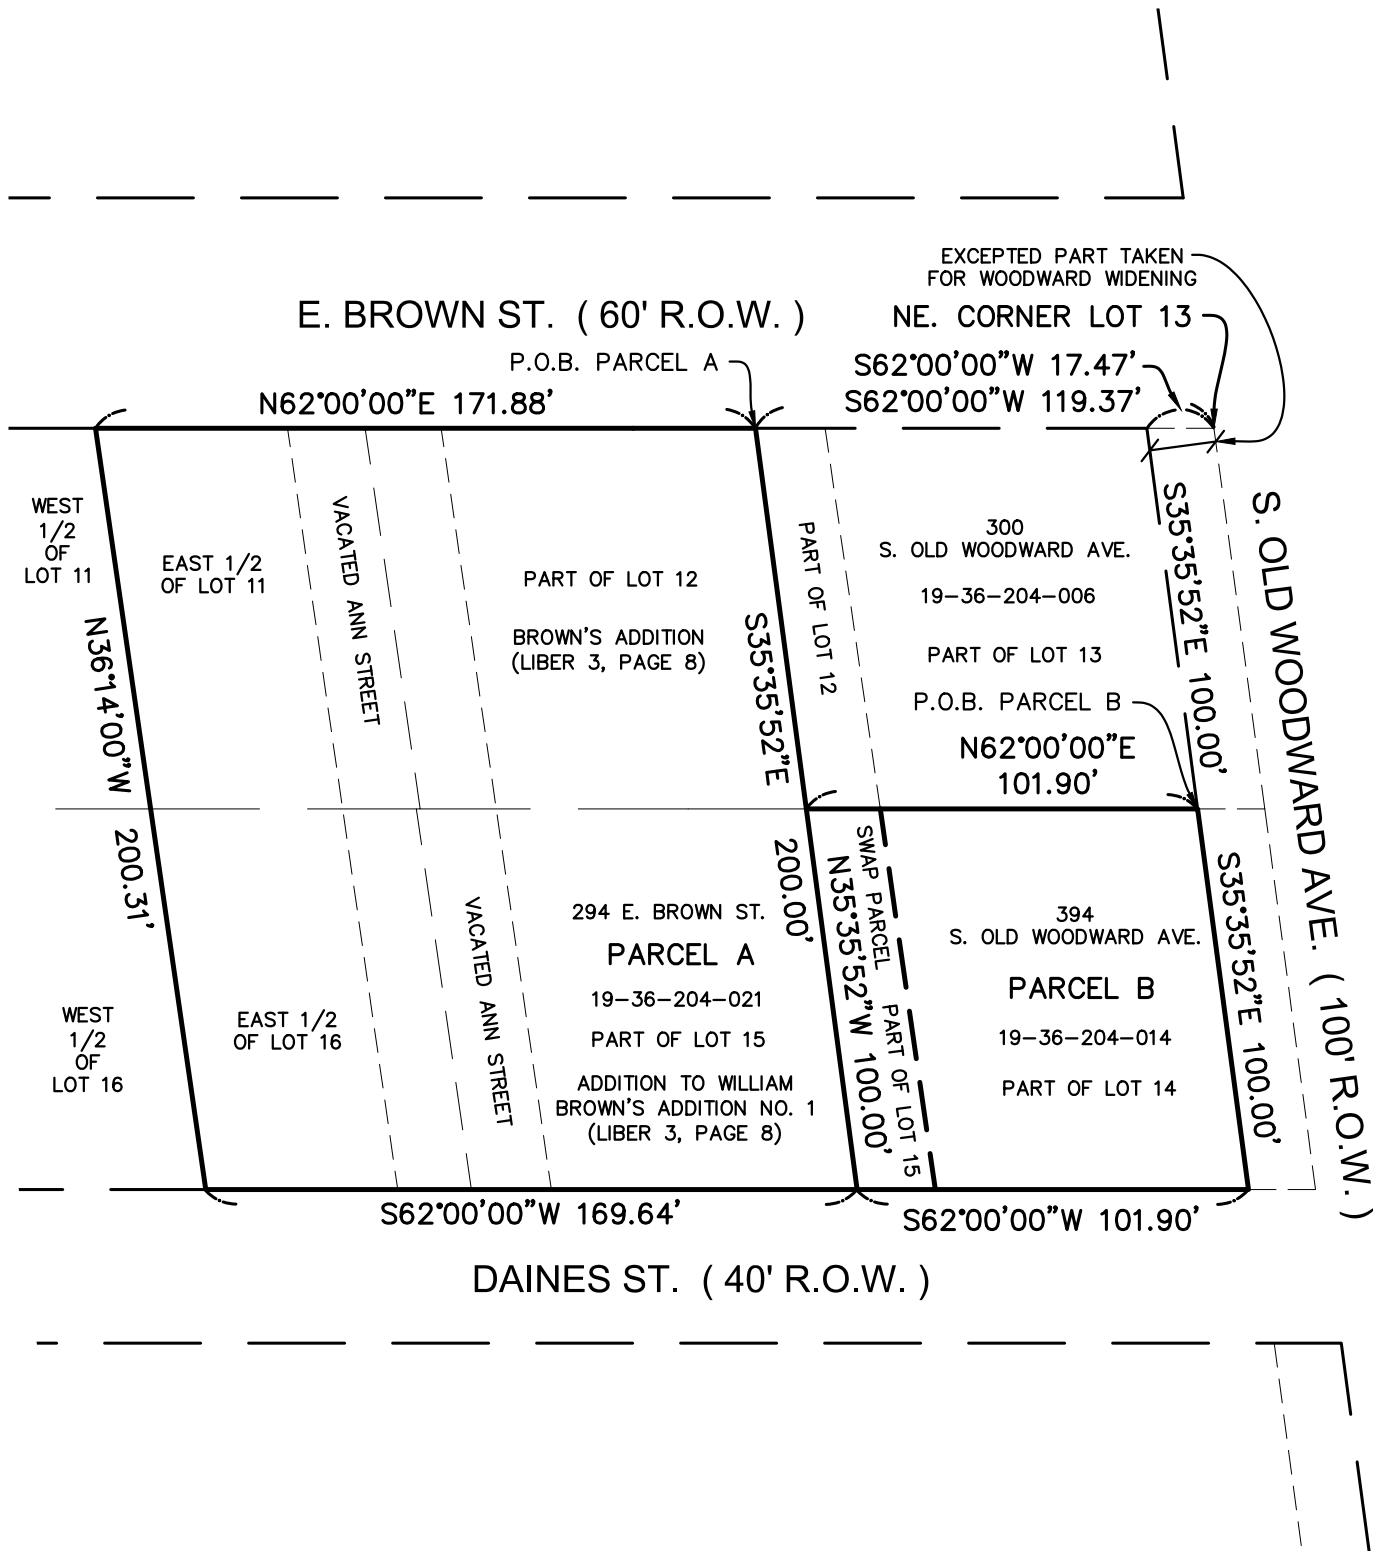 EXCEPTED PART TAKEN
FOR WOODWARD WIDENING
E. BROWN ST. ( 60' R.O.W. )
NE. CORNER LOT 13
P.O.B. PARCEL A
S62°00'00"W 17.47'
N62°00'00"E 171.88'
S62°00'00"W 119.37'
WEST
1/2
OF
LOT 11
N36°14'00"W
200.31'
EAST 1/2
OF LOT 11
VACATED ANN STREET
PART OF LOT 12
BROWN'S ADDITION
(LIBER 3, PAGE 8)
S35°35'52"E
200.00'
PART OF LOT 12
300
S. OLD WOODWARD AVE.
19-36-204-006
PART OF LOT 13
P.O.B. PARCEL B
N62°00'00"E
101.90'
S35°35'52"E 100.00'
S. OLD WOODWARD AVE. ( 100' R.O.W. )
WEST
1/2
OF
LOT 16
EAST 1/2
OF LOT 16
VACATED ANN STREET
294 E. BROWN ST.
PARCEL A
19-36-204-021
PART OF LOT 15
ADDITION TO WILLIAM
BROWN'S ADDITION NO. 1
(LIBER 3, PAGE 8)
N35°35'52"W 100.00'
SWAP PARCEL
PART OF LOT 15
394
S. OLD WOODWARD AVE.
PARCEL B
19-36-204-014
PART OF LOT 14
S35°35'52"E 100.00'
S62°00'00"W 169.64'
S62°00'00"W 101.90'
DAINES ST. ( 40' R.O.W. )